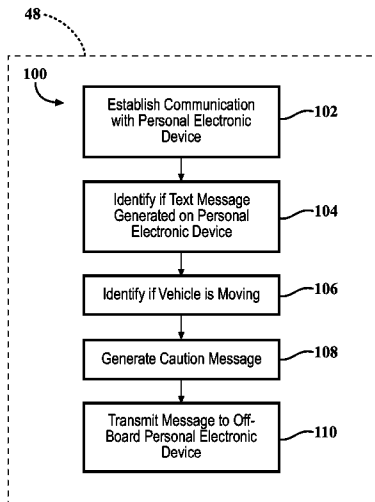 48
100
Establish Communication
with Personal Electronic
Device
102
Identify if Text Message
Generated on Personal
Electronic Device
104
Identify if Vehicle is Moving
106
Generate Caution Message
108
Transmit Message to Off-
Board Personal Electronic
Device
110